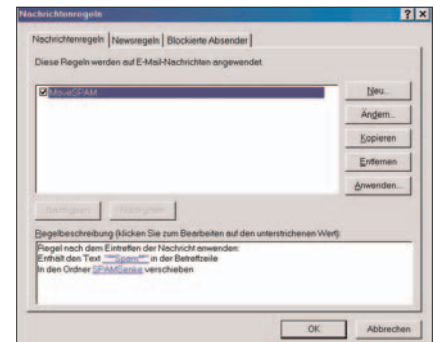 Nachrichtenregeln
Nachrichtenregeln Newsregeln Blockierte Absender
Diese Regeln werden auf E-Mail-Nachrichten angewendet
MoveSPAM
Neu...
Ändern...
Kopieren
Entfernen
Anwenden...
Regelbeschreibung (klicken Sie zum Bearbeiten auf den unterstrichenen Wert):
Regel nach dem Eintreffen der Nachricht anwenden:
Enthält den Text in der Betreffzeile
In den Ordner SPAMSenke verschieben
OK Abbrechen